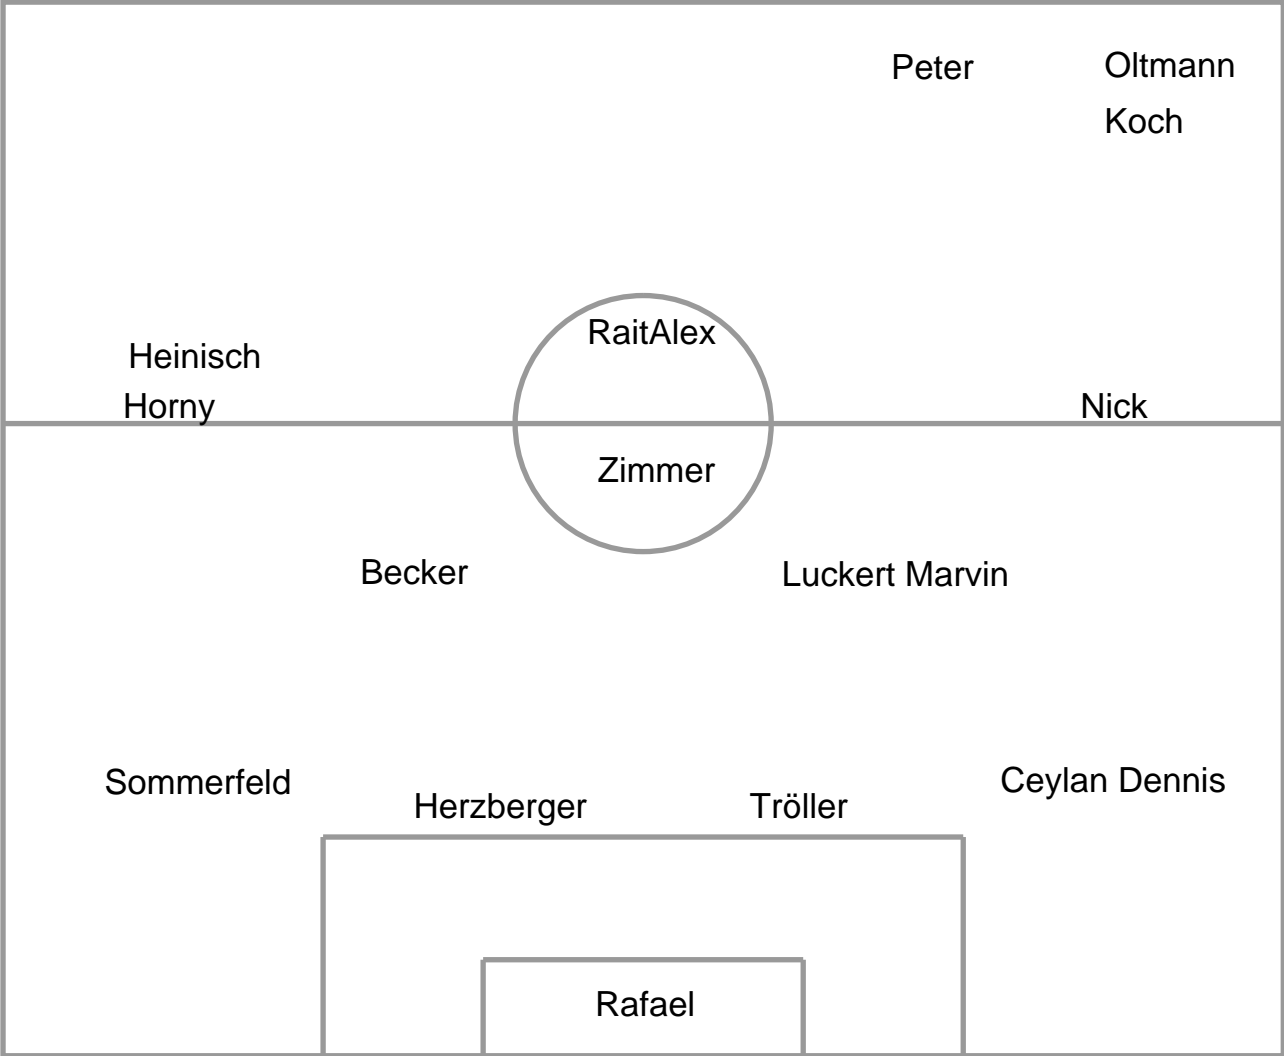 Peter
Oltmann
Koch
RaitAlex
Heinisch
Horny
Nick
Zimmer
Becker
Luckert Marvin
Sommerfeld
Ceylan Dennis
Herzberger
Tröller
Rafael